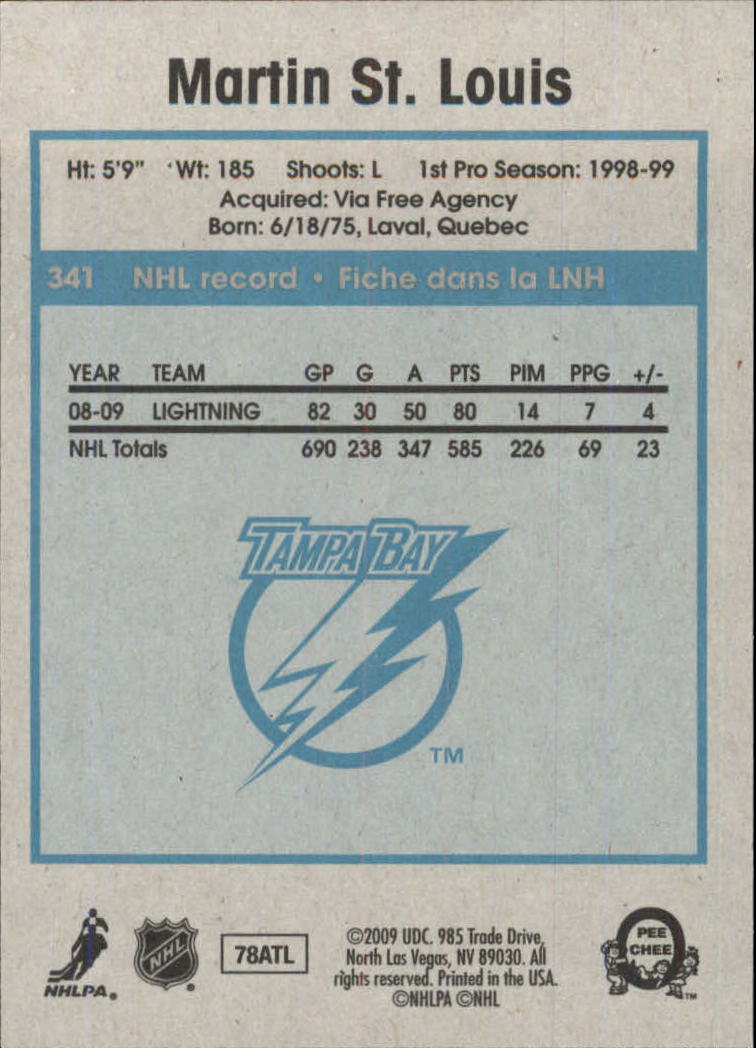 Martin St. Louis
Ht: 5'9" Wt: 185 Shoots: L 1st Pro Season: 1998-99
Acquired: Via Free Agency
Born: 6/18/75, Laval, Quebec
341 NHL record • Fiche dans la LNH
YEAR TEAM GP G A PTS PIM PPG +/-
08-09 LIGHTNING 82 30 50 80 14 7 4
NHL Totals 690 238 347 585 226 69 23
TAMPA BAY
TM
NHLPA®
NHL®
78ATL
©2009 UDC. 985 Trade Drive,
North Las Vegas, NV 89030. All
rights reserved. Printed in the USA.
©NHLPA ©NHL
PEE
CHEE
TM